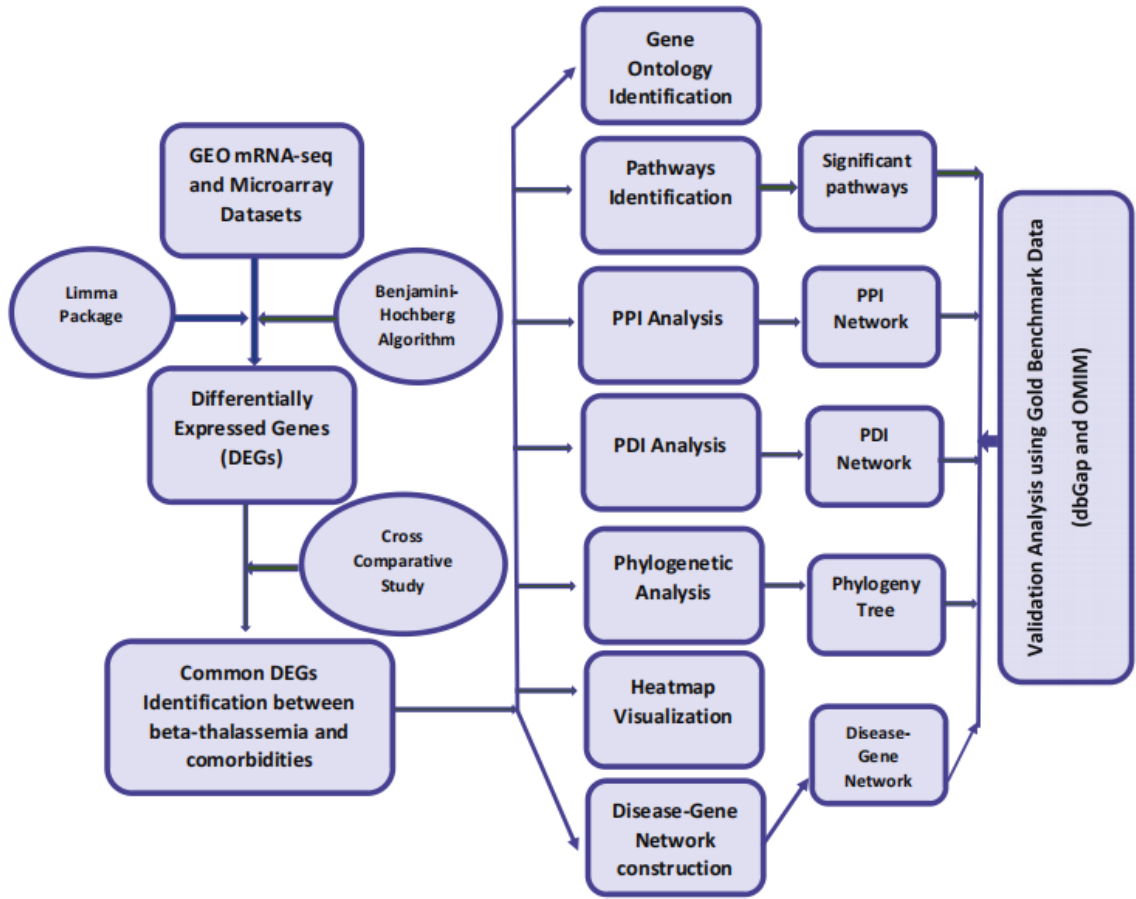 GEO mRNA-seq
and Microarray
Datasets
Limma
Package
Benjamini-
Hochberg
Algorithm
Differentially
Expressed Genes
(DEGs)
Cross
Comparative
Study
Common DEGs
Identification between
beta-thalassemia and
comorbidities
Gene
Ontology
Identification
Pathways
Identification
Significant
pathways
PPI Analysis
PPI
Network
PDI Analysis
PDI
Network
Phylogenetic
Analysis
Phylogeny
Tree
Heatmap
Visualization
Disease-Gene
Network
construction
Disease-
Gene
Network
Validation Analysis using Gold Benchmark Data
(dbGap and OMIM)